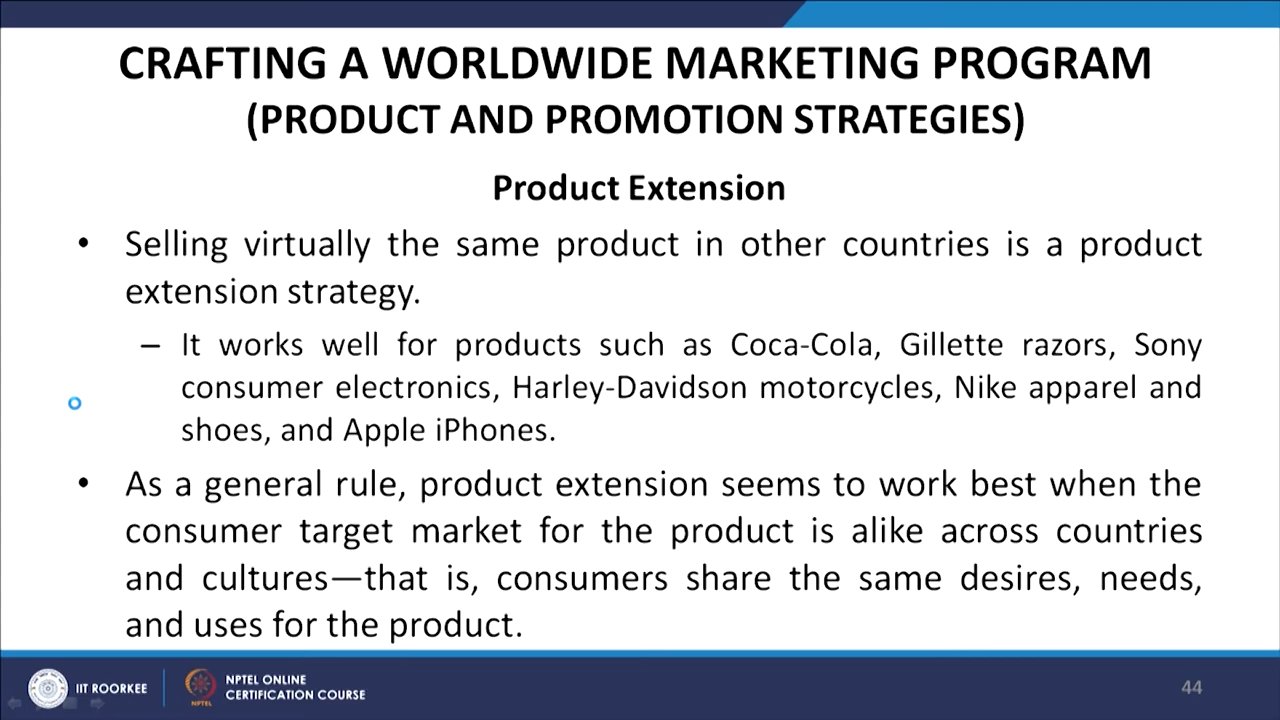 CRAFTING A WORLDWIDE MARKETING PROGRAM
(PRODUCT AND PROMOTION STRATEGIES)
Product Extension
• Selling virtually the same product in other countries is a product
extension strategy.
– It works well for products such as Coca-Cola, Gillette razors, Sony
consumer electronics, Harley-Davidson motorcycles, Nike apparel and
shoes, and Apple iPhones.
• As a general rule, product extension seems to work best when the
consumer target market for the product is alike across countries
and cultures—that is, consumers share the same desires, needs,
and uses for the product.
IIT ROORKEE
NPTEL
NPTEL ONLINE
CERTIFICATION COURSE
44